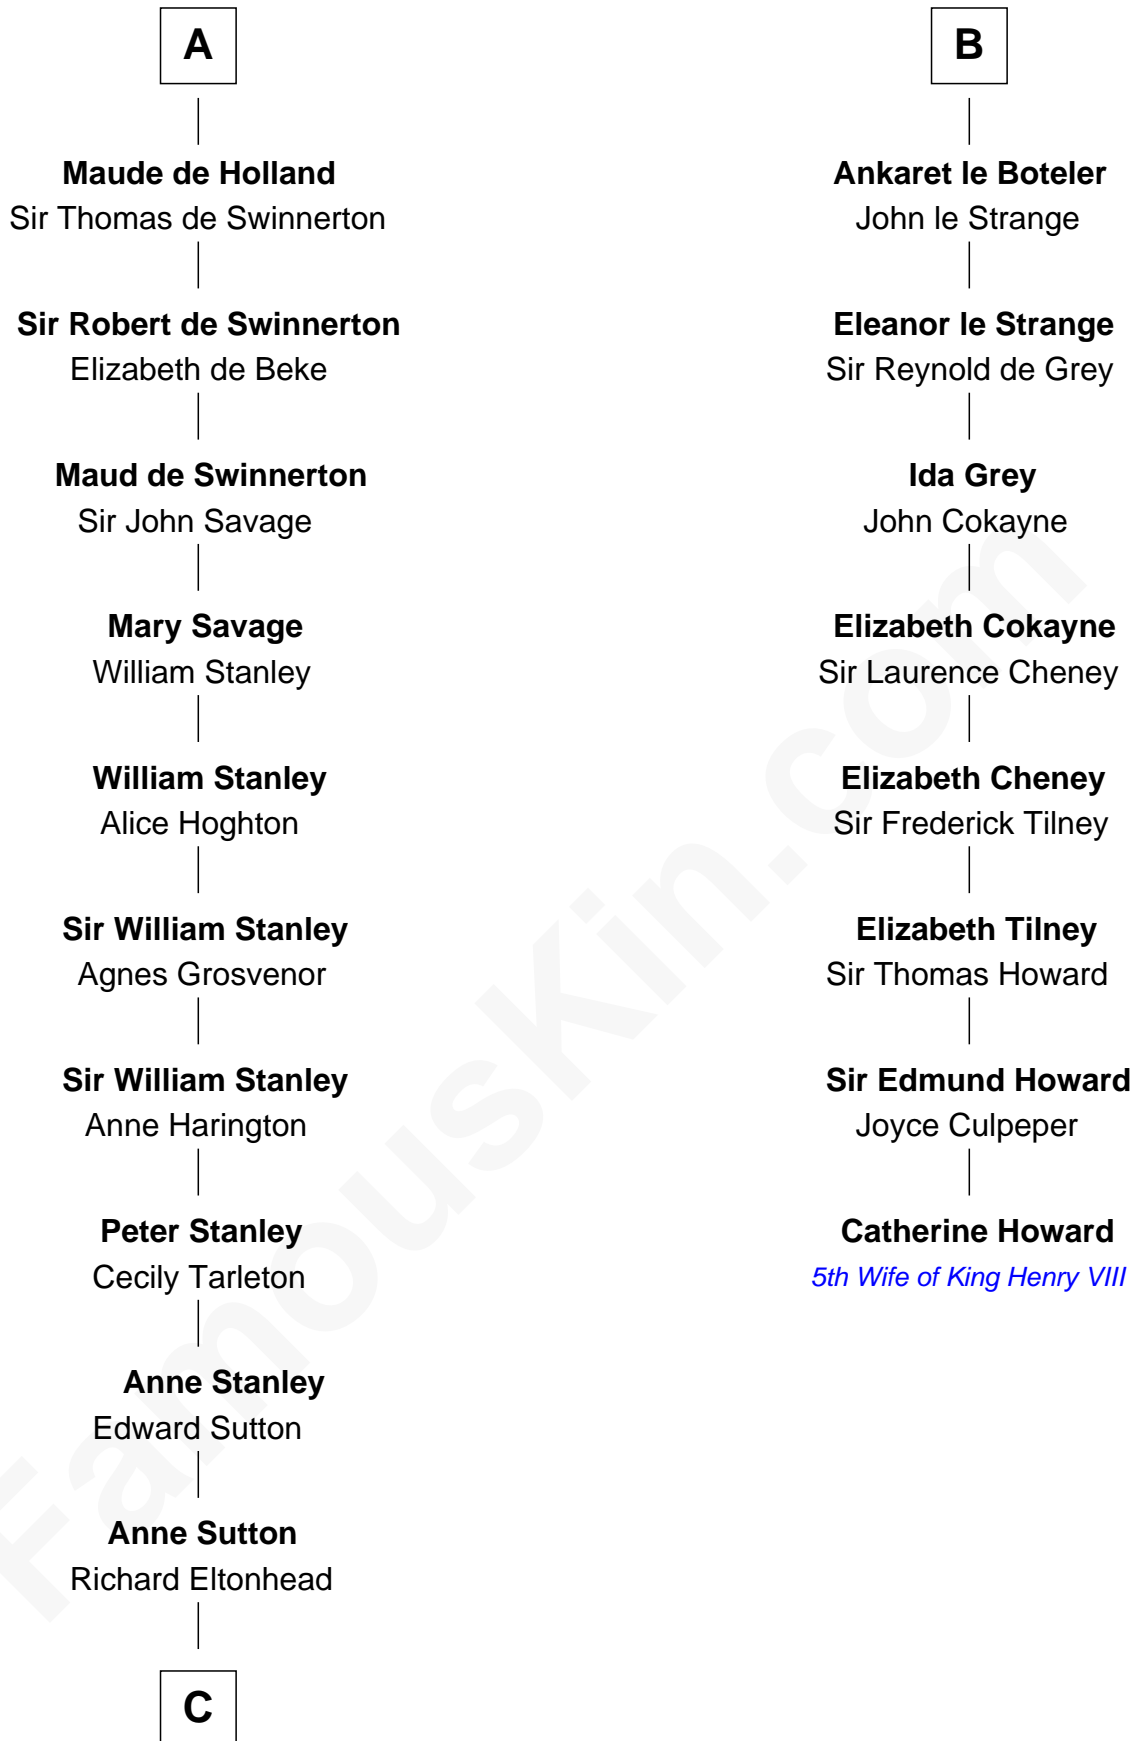 A
Maude de Holland
Sir Thomas de Swinnerton
Sir Robert de Swinnerton
Elizabeth de Beke
Maud de Swinnerton
Sir John Savage
Mary Savage
William Stanley
William Stanley
Alice Hoghton
Sir William Stanley
Agnes Grosvenor
Sir William Stanley
Anne Harington
Peter Stanley
Cecily Tarleton
Anne Stanley
Edward Sutton
Anne Sutton
Richard Eltonhead
C
B
Ankaret le Boteler
John le Strange
Eleanor le Strange
Sir Reynold de Grey
Ida Grey
John Cokayne
Elizabeth Cokayne
Sir Laurence Cheney
Elizabeth Cheney
Sir Frederick Tilney
Elizabeth Tilney
Sir Thomas Howard
Sir Edmund Howard
Joyce Culpeper
Catherine Howard
5th Wife of King Henry VIII
FamousKin.com